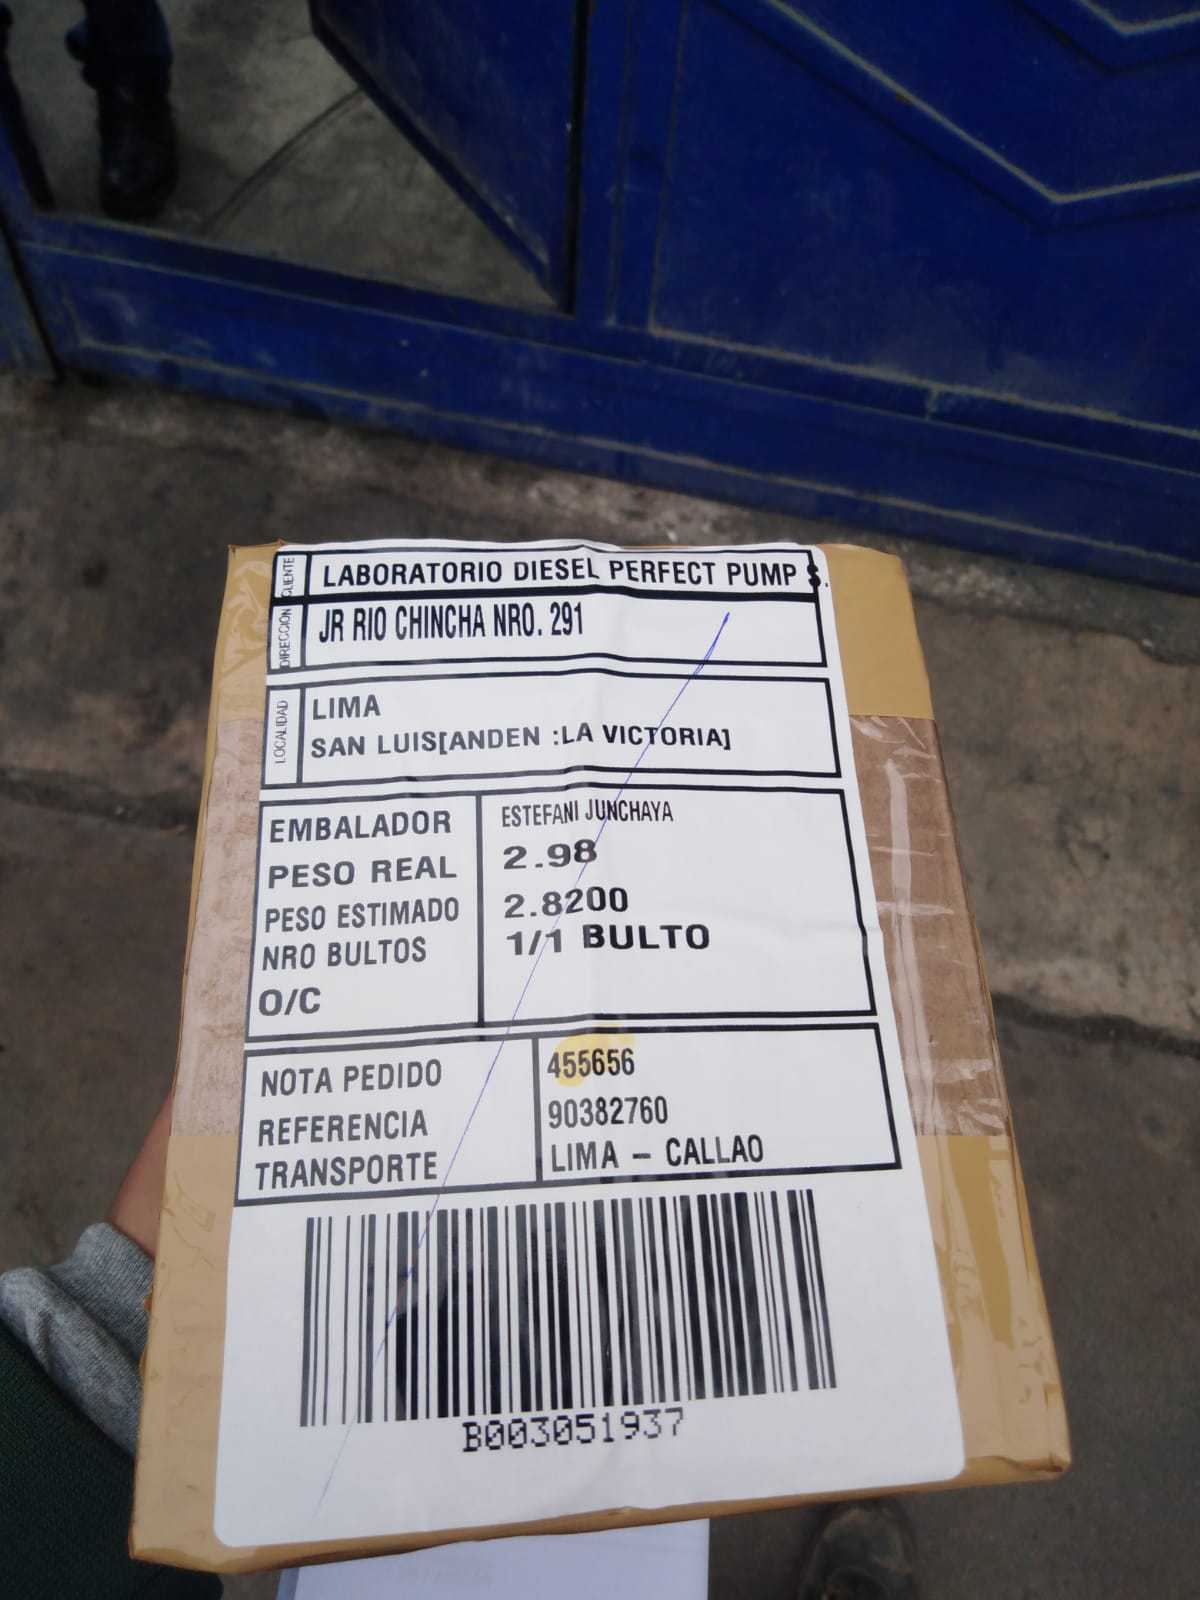 CLIENTE LABORATORIO DIESEL PERFECT PUMP S.
DIRECCIÓN JR RIO CHINCHA NRO. 291
LOCALIDAD LIMA
SAN LUIS[ANDEN :LA VICTORIA]
EMBALADOR ESTEFANI JUNCHAYA
PESO REAL 2.98
PESO ESTIMADO 2.8200
NRO BULTOS 1/1 BULTO
O/C
NOTA PEDIDO 455656
REFERENCIA 90382760
TRANSPORTE LIMA – CALLAO
B003051937